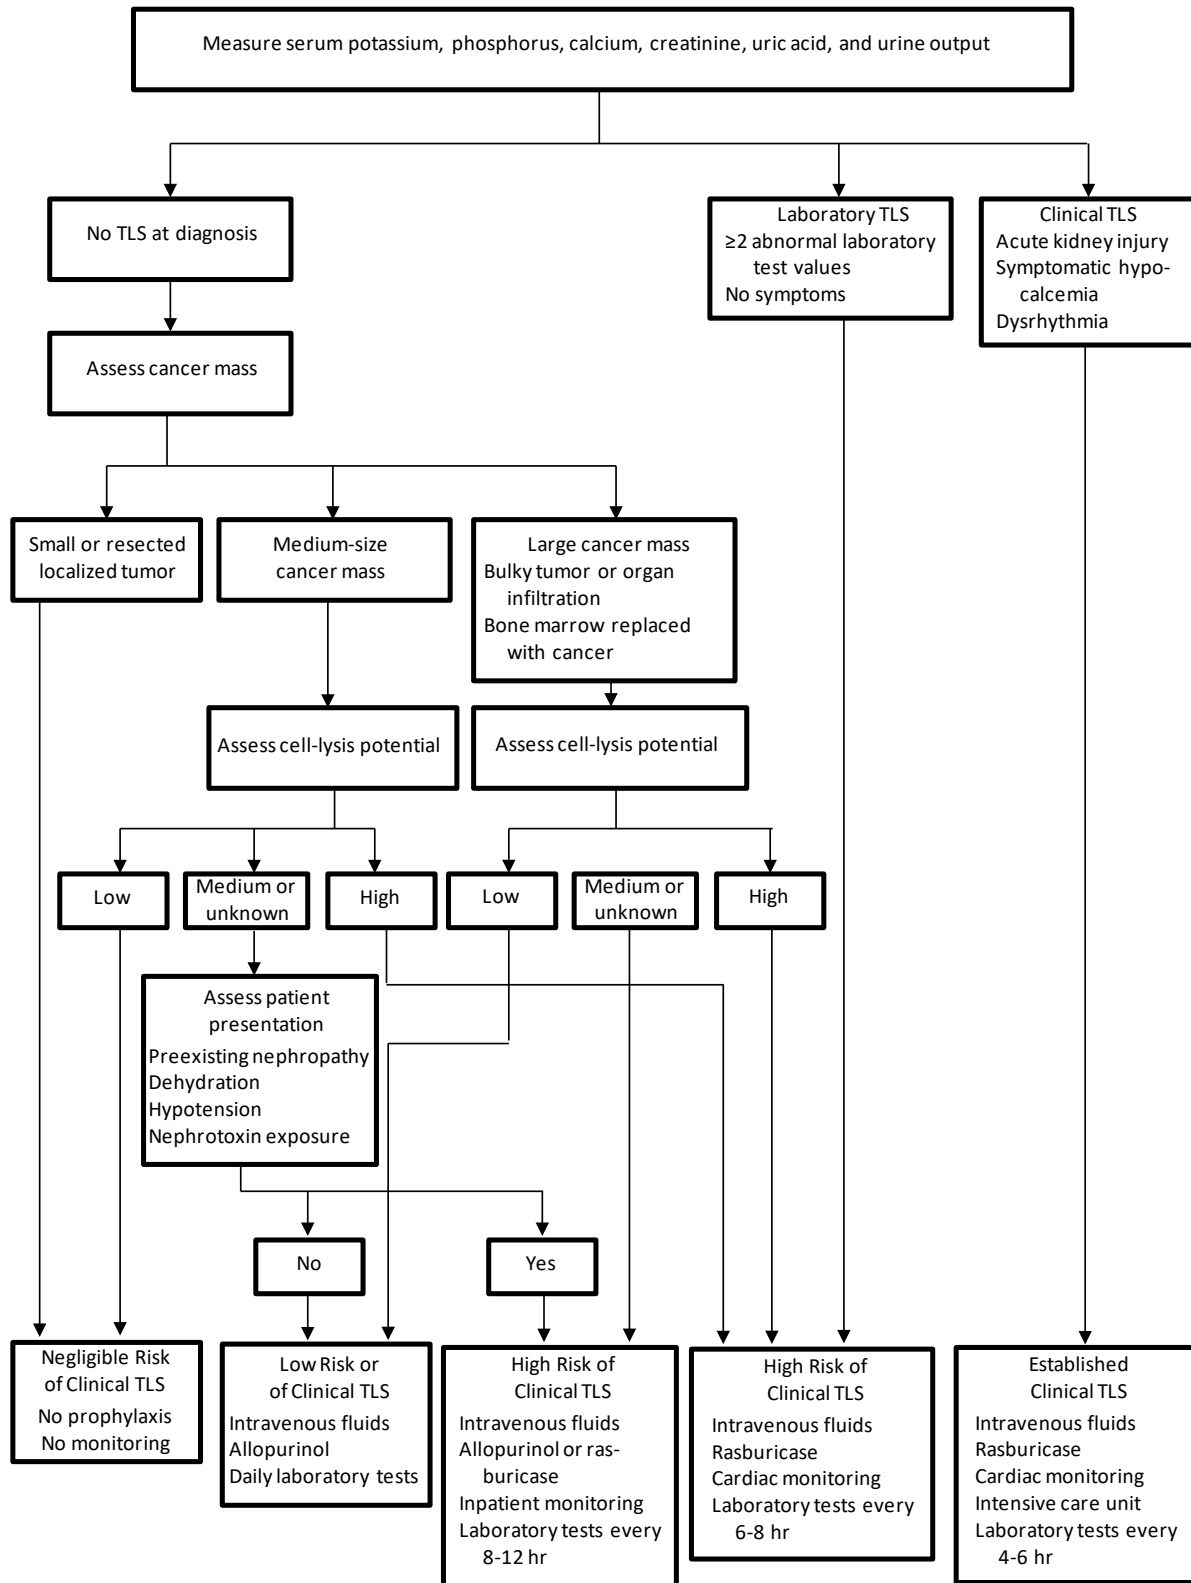 Measure serum potassium, phosphorus, calcium, creatinine, uric acid, and urine output
No TLS at diagnosis
Laboratory TLS
≥2 abnormal laboratory
test values
No symptoms
Clinical TLS
Acute kidney injury
Symptomatic hypo-
calcemia
Dysrhythmia
Assess cancer mass
Small or resected
localized tumor
Medium-size
cancer mass
Large cancer mass
Bulky tumor or organ
infiltration
Bone marrow replaced
with cancer
Assess cell-lysis potential
Assess cell-lysis potential
Low
Medium or
unknown
High
Low
Medium or
unknown
High
Assess patient
presentation
Preexisting nephropathy
Dehydration
Hypotension
Nephrotoxin exposure
No
Yes
Negligible Risk
of Clinical TLS
No prophylaxis
No monitoring
Low Risk or
of Clinical TLS
Intravenous fluids
Allopurinol
Daily laboratory tests
High Risk of
Clinical TLS
Intravenous fluids
Allopurinol or ras-
buricase
Inpatient monitoring
Laboratory tests every
8-12 hr
High Risk of
Clinical TLS
Intravenous fluids
Rasburicase
Cardiac monitoring
Laboratory tests every
6-8 hr
Established
Clinical TLS
Intravenous fluids
Rasburicase
Cardiac monitoring
Intensive care unit
Laboratory tests every
4-6 hr